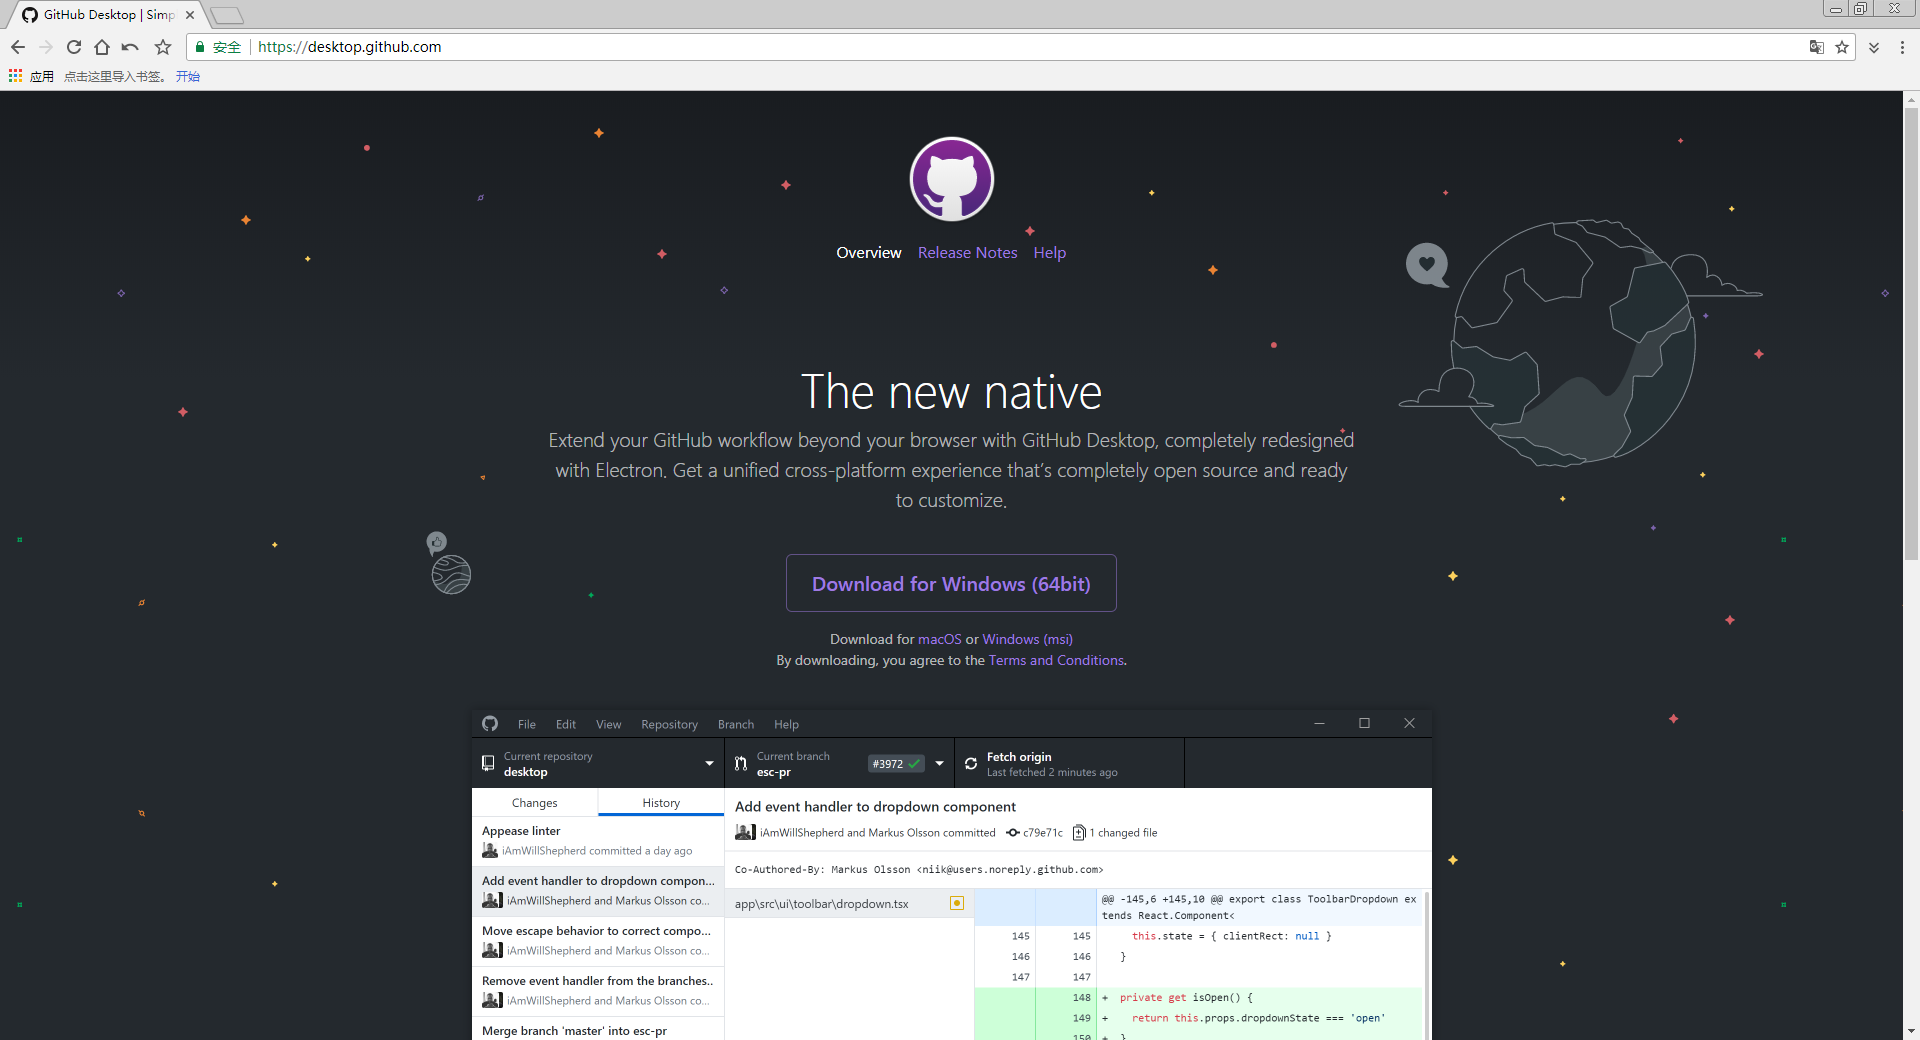 GitHub Desktop | Simp
安全 https://desktop.github.com
应用 点击这里导入书签。 开始
Overview Release Notes Help
The new native
Extend your GitHub workflow beyond your browser with GitHub Desktop, completely redesigned
with Electron. Get a unified cross-platform experience that's completely open source and ready
to customize.
Download for Windows (64bit)
Download for macOS or Windows (msi)
By downloading, you agree to the Terms and Conditions.
File Edit View Repository Branch Help
Current repository
desktop
Current branch
esc-pr
#3972
Fetch origin
Last fetched 2 minutes ago
Changes History
Appease linter
iAmWillShepherd committed a day ago
Add event handler to dropdown compon...
iAmWillShepherd and Markus Olsson co...
Move escape behavior to correct compo...
iAmWillShepherd and Markus Olsson co...
Remove event handler from the branches..
iAmWillShepherd and Markus Olsson co...
Merge branch 'master' into esc-pr
Add event handler to dropdown component
iAmWillShepherd and Markus Olsson committed c79e71c 1 changed file
Co-Authored-By: Markus Olsson <niik@users.noreply.github.com>
app\src\ui\toolbar\dropdown.tsx
@@ -145,6 +145,10 @@ export class ToolbarDropdown ex
tends React.Component<
145 145 this.state = { clientRect: null }
146 146 }
147 147
148 + private get isOpen() {
149 + return this.props.dropdownState === 'open'
150 + }